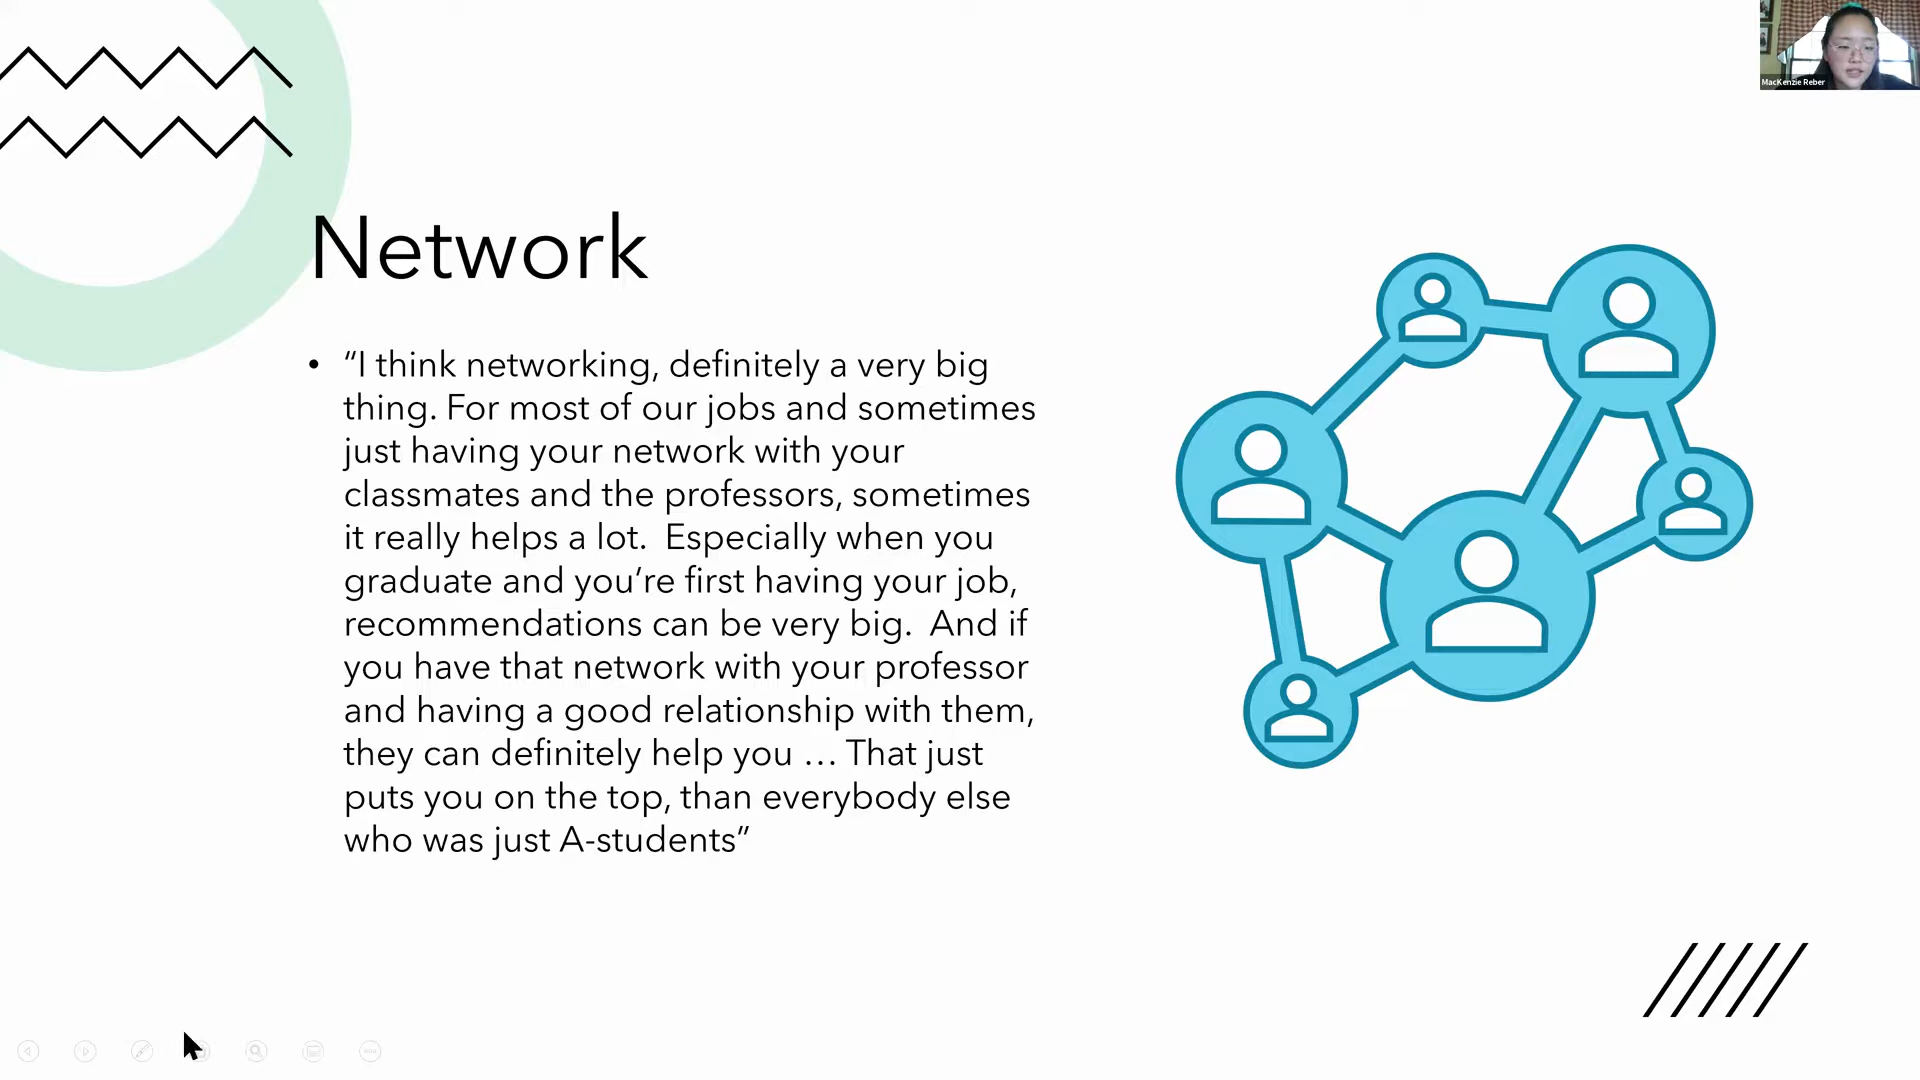 MacKenzie Reber
Network
• “I think networking, definitely a very big
thing. For most of our jobs and sometimes
just having your network with your
classmates and the professors, sometimes
it really helps a lot.  Especially when you
graduate and you’re first having your job,
recommendations can be very big.  And if
you have that network with your professor
and having a good relationship with them,
they can definitely help you … That just
puts you on the top, than everybody else
who was just A-students”